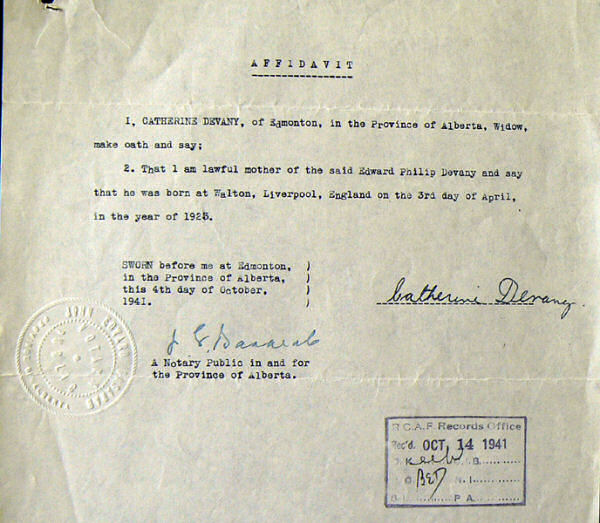 AFFIDAVIT
I, CATHERINE DEVANY, of Edmonton, in the Province of Alberta, Widow,
make oath and say;
2. That I am lawful mother of the said Edward Philip Devany and say
that he was born at Walton, Liverpool, England on the 3rd day of April,
in the year of 1923.
SWORN before me at Edmonton, )
in the Province of Alberta, )
this 4th day of October, )
1941. )
Catherine Devany.
A Notary Public in and for
the Province of Alberta.
R.C.A.F. Records Office
Rec'd. OCT 14 1941
B.
BED N.I.
P.A.